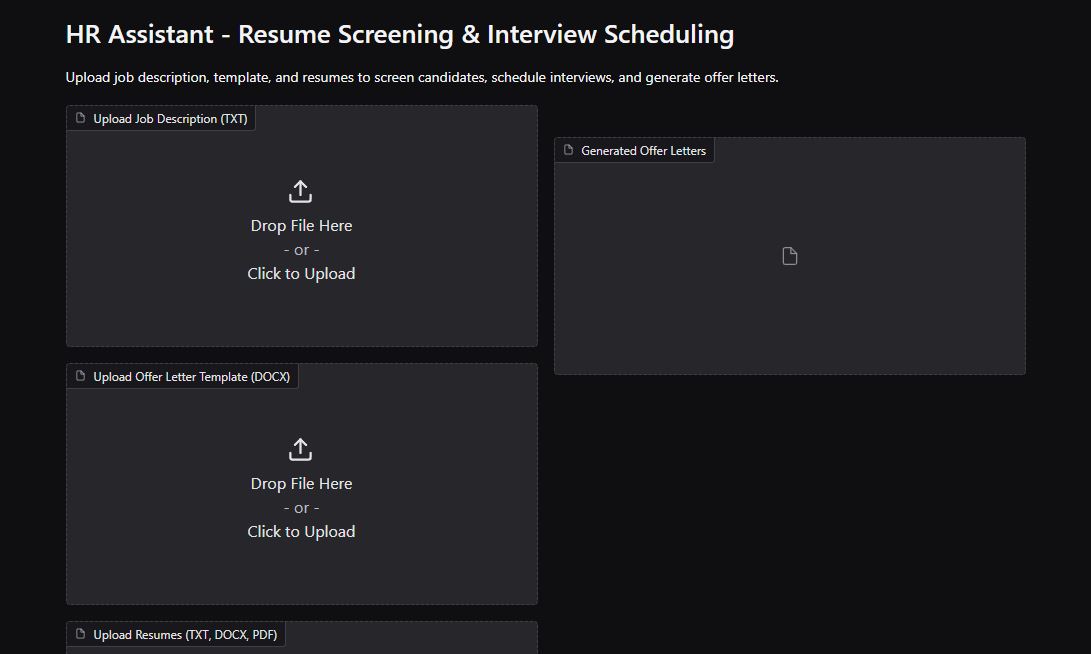 HR Assistant - Resume Screening & Interview Scheduling
Upload job description, template, and resumes to screen candidates, schedule interviews, and generate offer letters.
Upload Job Description (TXT)
Drop File Here
- or -
Click to Upload
Generated Offer Letters
Upload Offer Letter Template (DOCX)
Drop File Here
- or -
Click to Upload
Upload Resumes (TXT, DOCX, PDF)